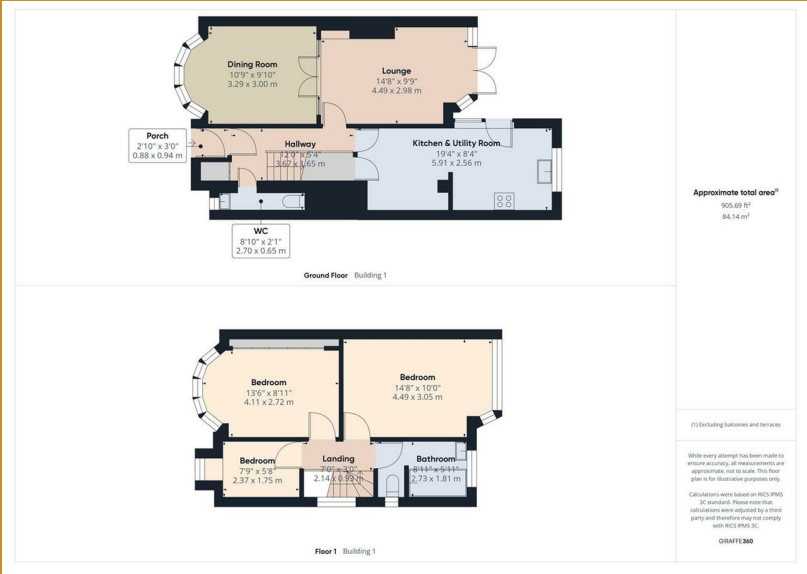 Dining Room
10'9" x 9'10"
3.29 x 3.00 m
Lounge
14'8" x 9'9"
4.49 x 2.98 m
Porch
2'10" x 3'0"
0.88 x 0.94 m
Hallway
12'0" x 5'4"
3.67 x 1.65 m
Kitchen & Utility Room
19'4" x 8'4"
5.91 x 2.56 m
WC
8'10" x 2'1"
2.70 x 0.65 m
Ground Floor Building 1
Bedroom
13'6" x 8'11"
4.11 x 2.72 m
Bedroom
14'8" x 10'0"
4.49 x 3.05 m
Bedroom
7'9" x 5'8"
2.37 x 1.75 m
Landing
7'0" x 3'0"
2.14 x 0.92 m
Bathroom
8'11" x 5'11"
2.73 x 1.81 m
Floor 1 Building 1
Approximate total area⁽¹⁾
905.69 ft²
84.14 m²
(1) Excluding balconies and terraces
While every attempt has been made to
ensure accuracy, all measurements are
approximate, not to scale. This floor
plan is for illustrative purposes only.
Calculations were based on RICS IPMS
3C standard. Please note that
calculations were adjusted by a third
party and therefore may not comply
with RICS IPMS 3C.
GIRAFFE360